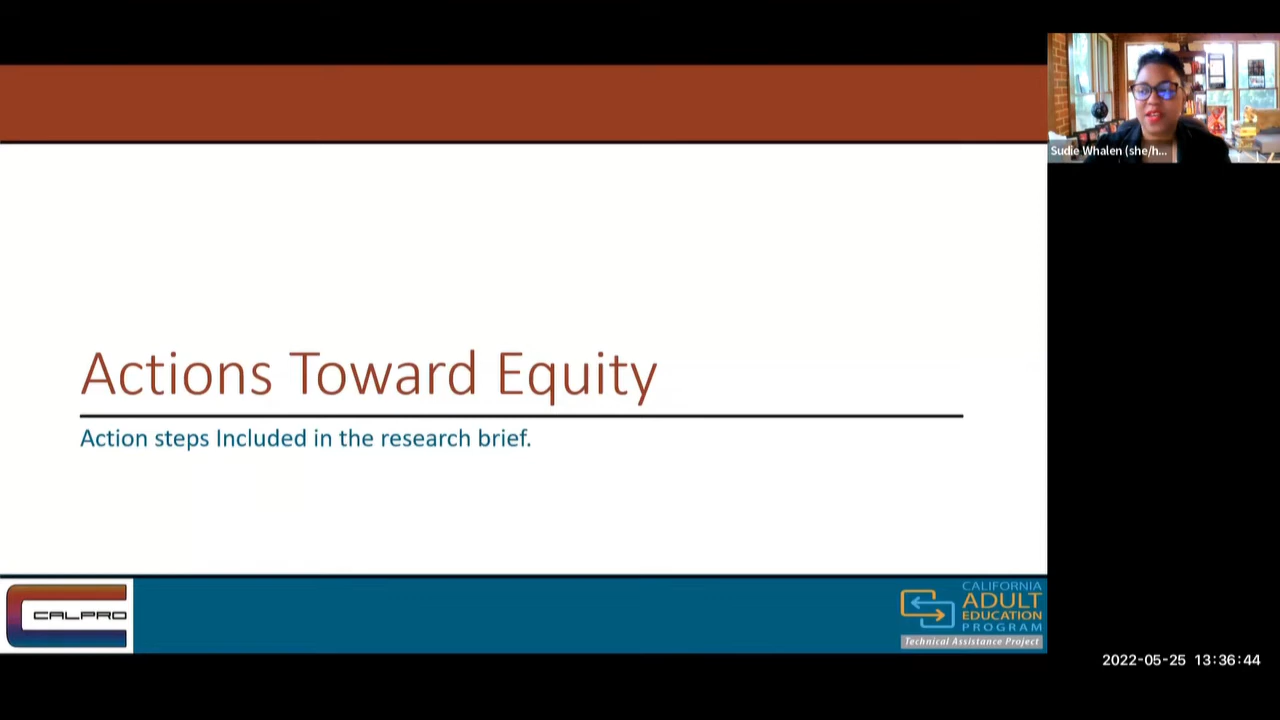 Sudie Whalen (she/h...
Actions Toward Equity
Action steps Included in the research brief.
CALPRO
CALIFORNIA
ADULT
EDUCATION
PROGRAM
Technical Assistance Project
2022-05-25 13:36:44